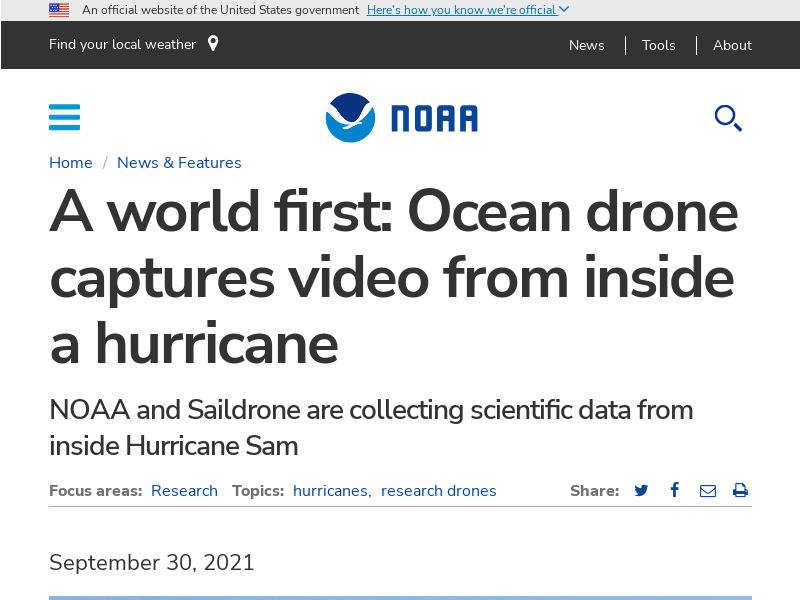 An official website of the United States government Here's how you know we're official
Find your local weather News Tools About
NOAA
Home / News & Features
A world first: Ocean drone
captures video from inside
a hurricane
NOAA and Saildrone are collecting scientific data from
inside Hurricane Sam
Focus areas: Research Topics: hurricanes, research drones Share:
September 30, 2021